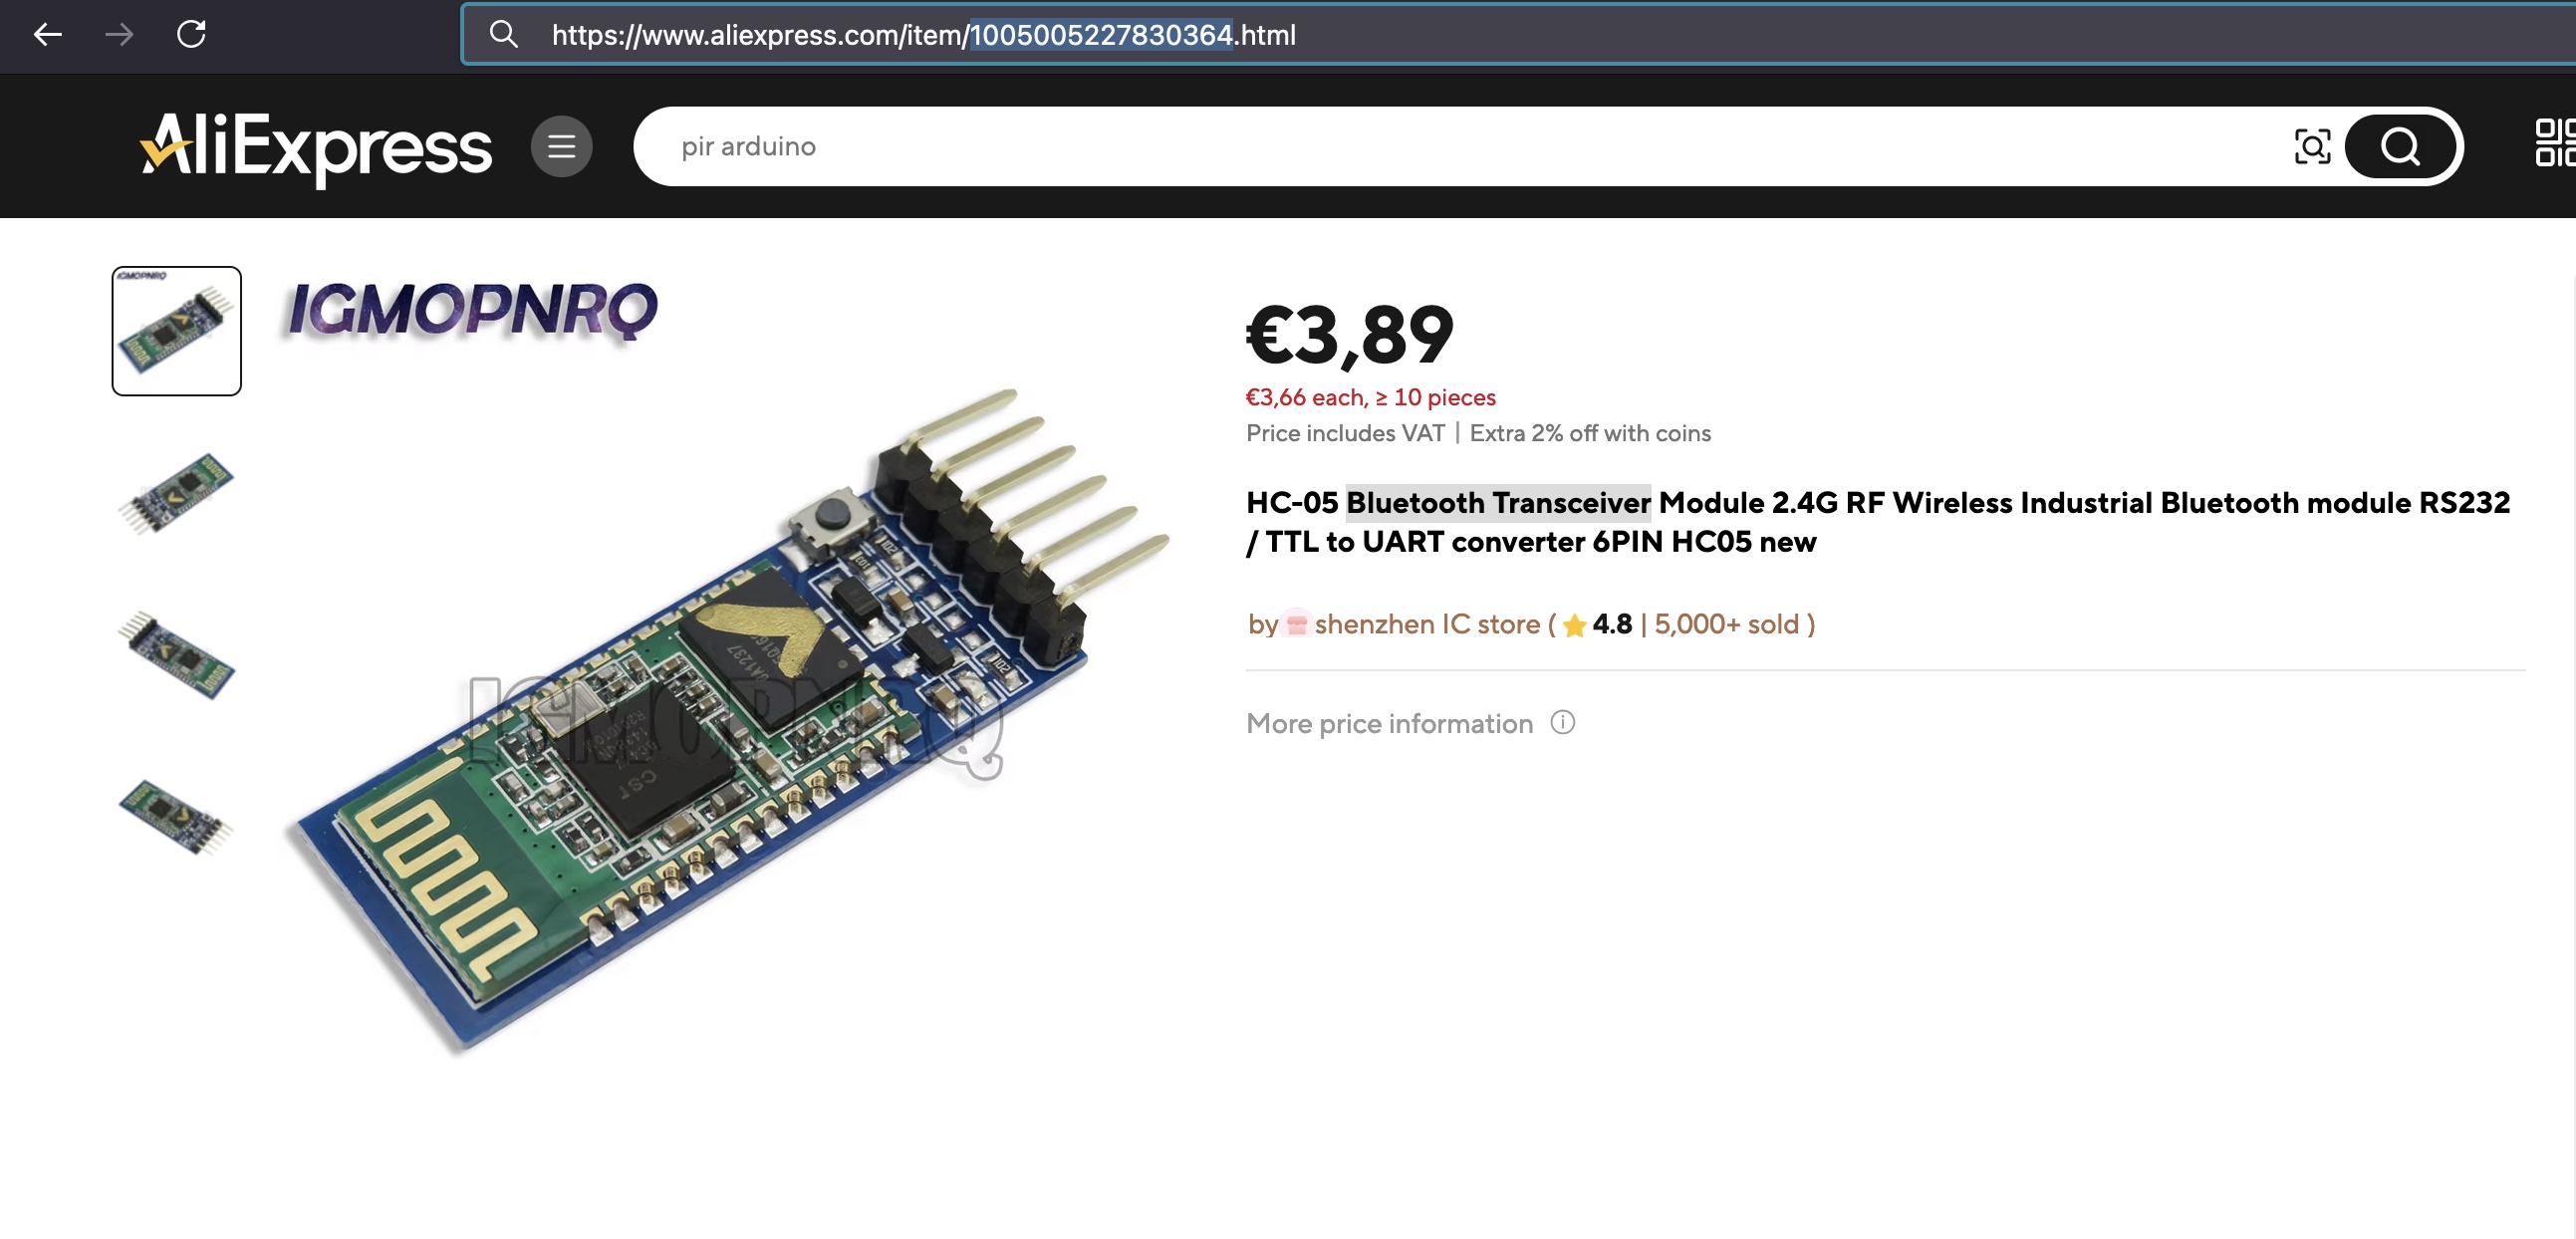 https://www.aliexpress.com/item/1005005227830364.html
AliExpress
pir arduino
IGMOPNRQ
IGMOPNRQ
€3,89
€3,66 each, ≥ 10 pieces
Price includes VAT | Extra 2% off with coins
HC-05 Bluetooth Transceiver Module 2.4G RF Wireless Industrial Bluetooth module RS232
/ TTL to UART converter 6PIN HC05 new
by shenzhen IC store ( 4.8 | 5,000+ sold )
More price information
IGMOPNRQ